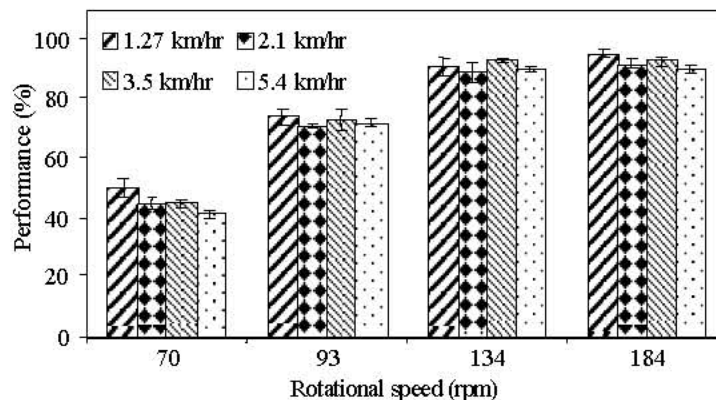 100
80
60
40
20
0
Performance (%)
1.27 km/hr 2.1 km/hr
3.5 km/hr 5.4 km/hr
70 93 134 184
Rotational speed (rpm)